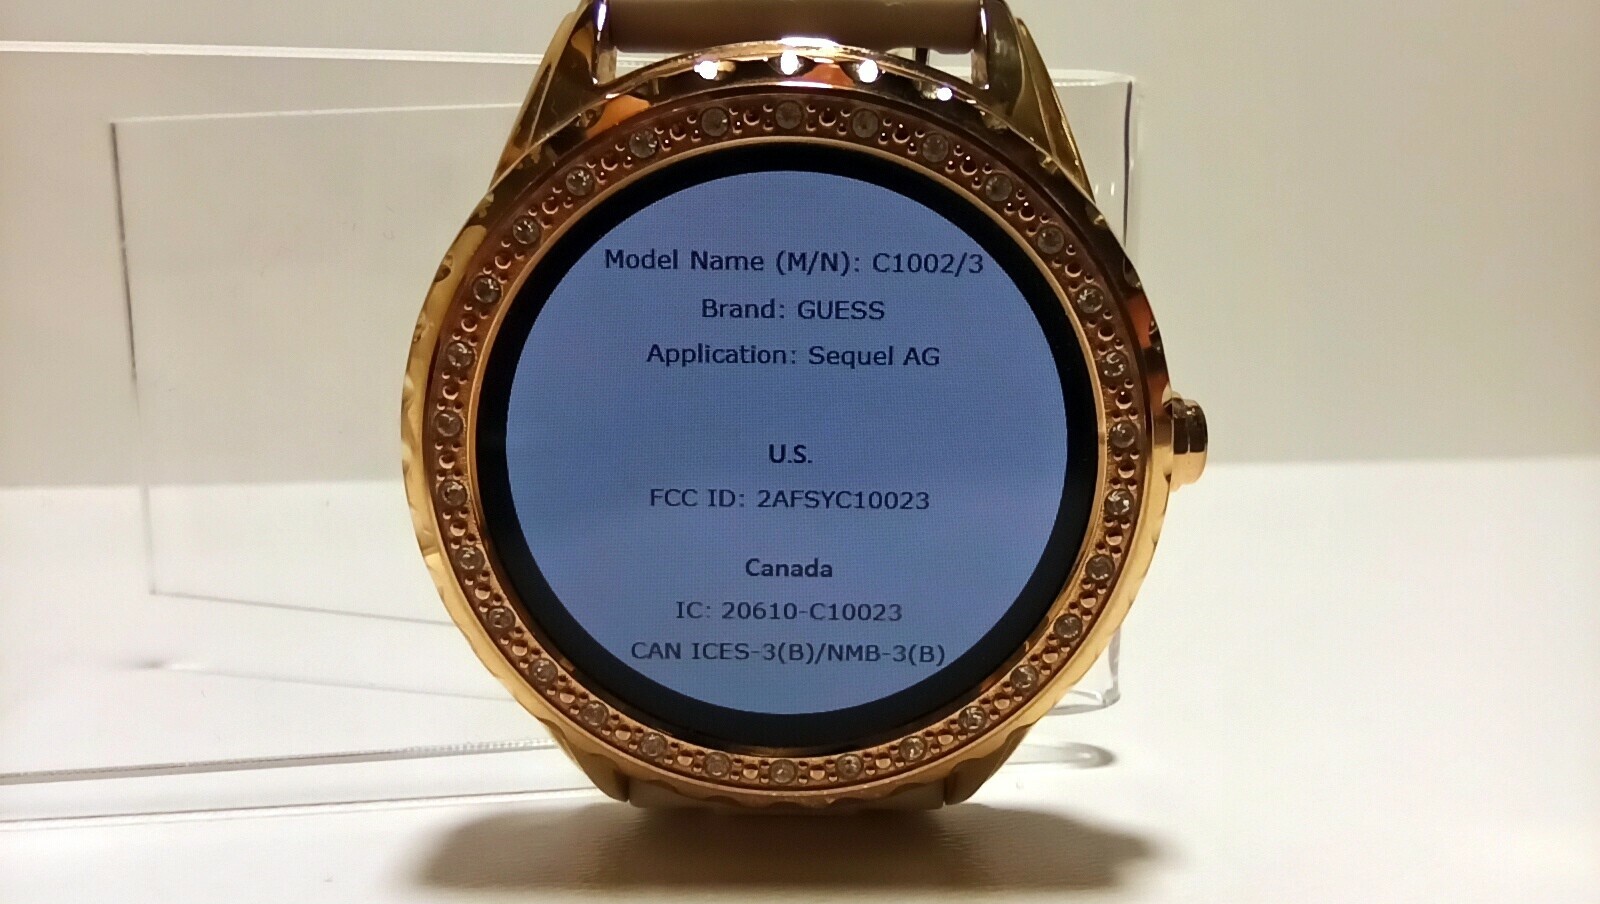 Model Name (M/N): C1002/3
Brand: GUESS
Application: Sequel AG
U.S.
FCC ID: 2AFSYC10023
Canada
IC: 20610-C10023
CAN ICES-3(B)/NMB-3(B)